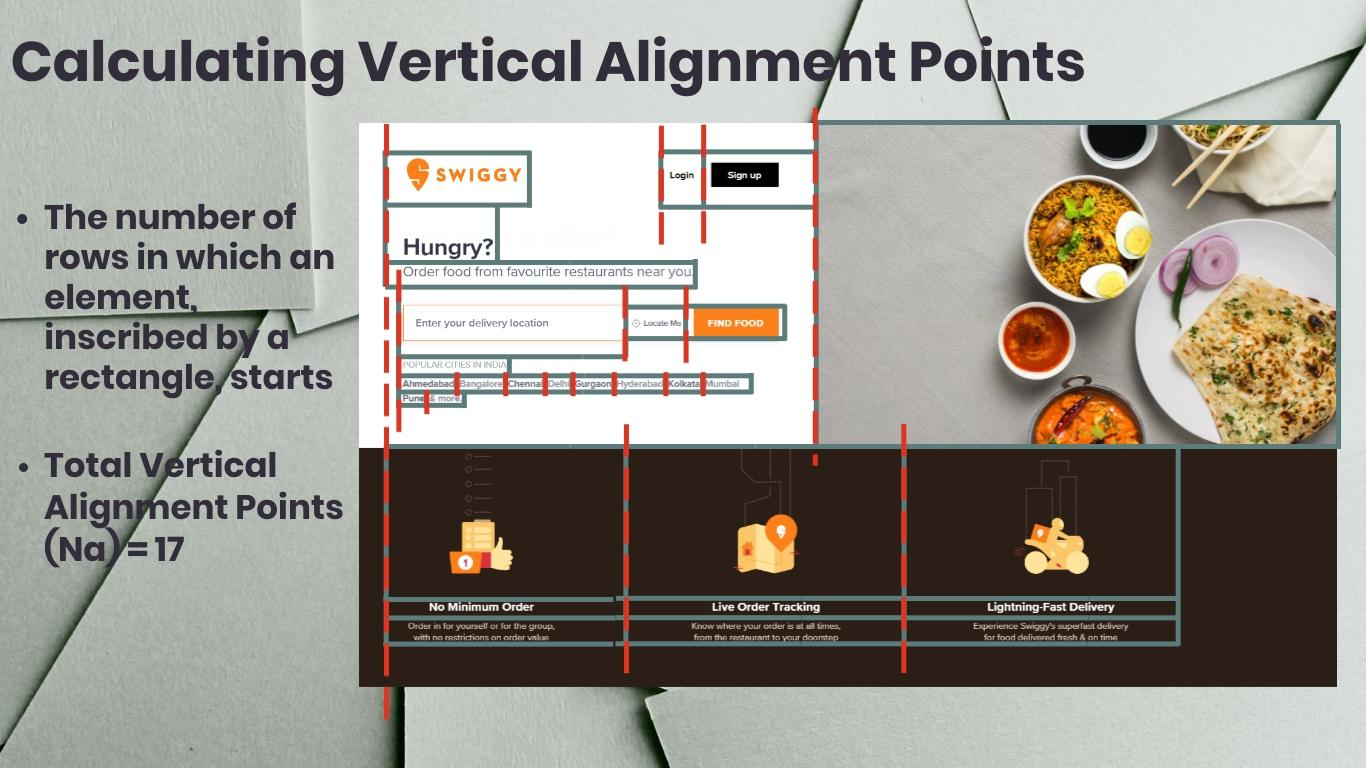 Calculating Vertical Alignment Points
• The number of
rows in which an
element,
inscribed by a
rectangle, starts
• Total Vertical
Alignment Points
(Na) = 17
SWIGGY
Login
Sign up
Hungry?
Order food from favourite restaurants near you.
Enter your delivery location
Locate Me
FIND FOOD
POPULAR CITIES IN INDIA
Ahmedabad Bangalore Chennai Delhi Gurgaon Hyderabad Kolkata Mumbai
Pune & more.
1
No Minimum Order
Live Order Tracking
Lightning-Fast Delivery
Order in for yourself or for the group,
with no restrictions on order value
Know where your order is at all times,
from the restaurant to your doorstep
Experience Swiggy's superfast delivery
for food delivered fresh & on time